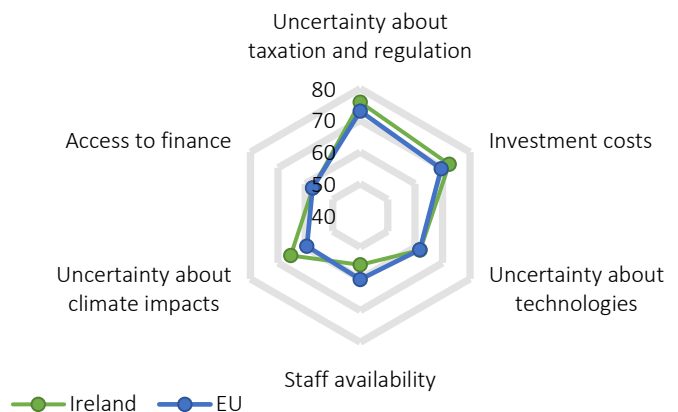 Uncertainty about
taxation and regulation
80
70
60
50
40
Access to finance
Investment costs
Uncertainty about
climate impacts
Uncertainty about
technologies
Staff availability
Ireland
EU